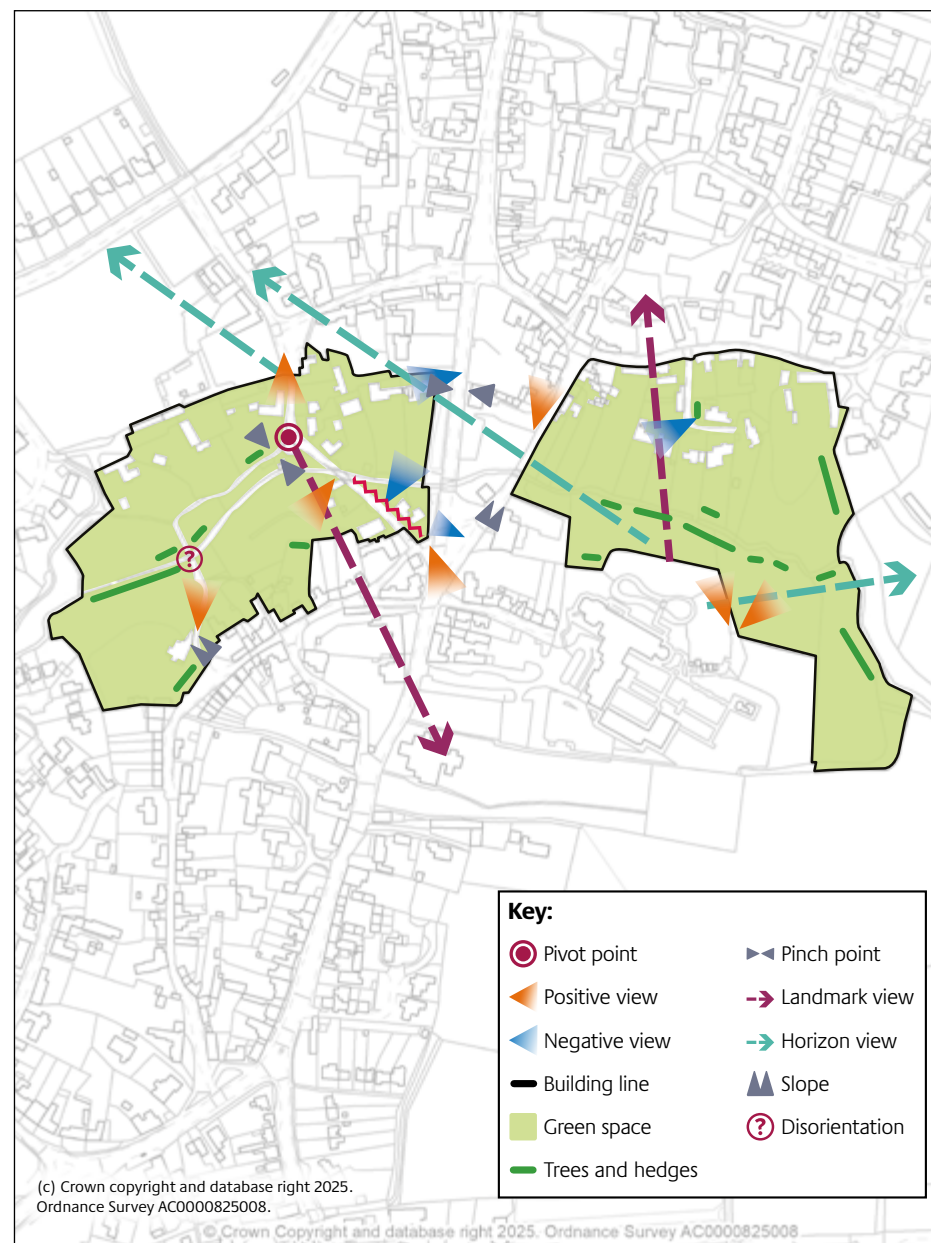 ?
Key:
Pivot point
Pinch point
Positive view
Landmark view
Negative view
Horizon view
Building line
Slope
Green space
? Disorientation
Trees and hedges
(c) Crown copyright and database right 2025.
Ordnance Survey AC0000825008.
© Crown Copyright and database right 2025. Ordnance Survey AC0000825008